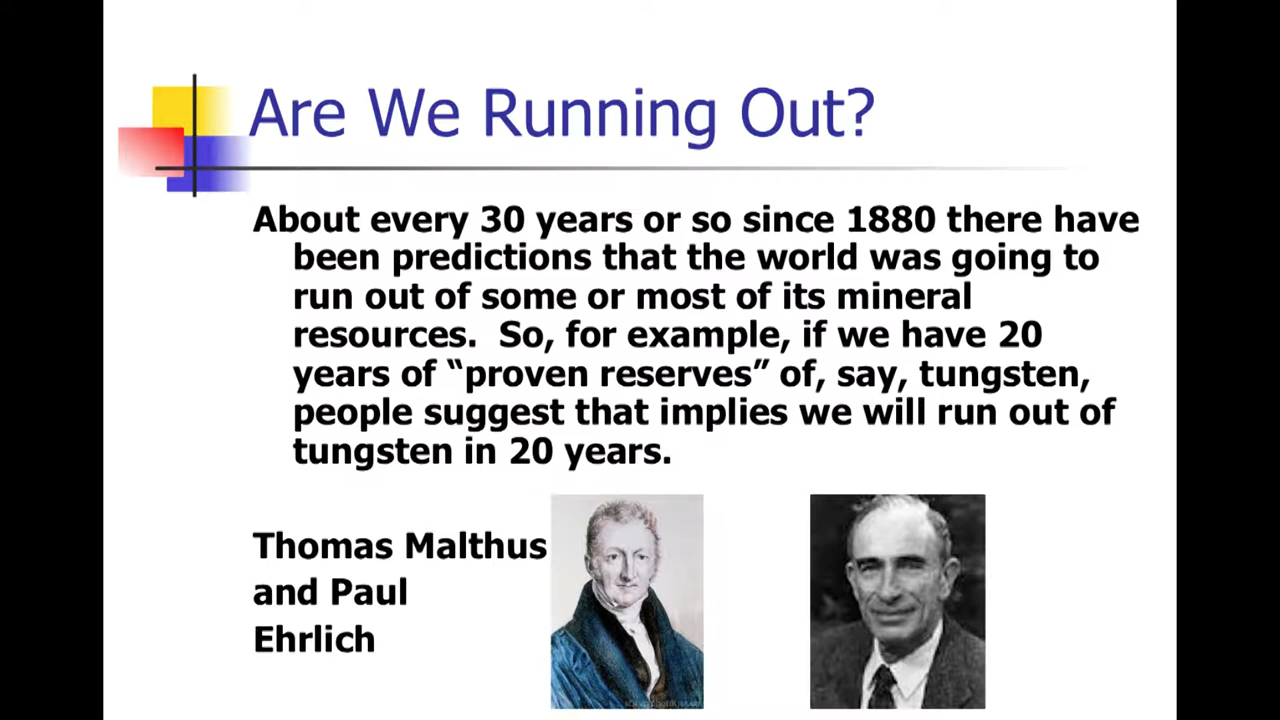 Are We Running Out?
About every 30 years or so since 1880 there have
been predictions that the world was going to
run out of some or most of its mineral
resources.  So, for example, if we have 20
years of “proven reserves” of, say, tungsten,
people suggest that implies we will run out of
tungsten in 20 years.
Thomas Malthus
and Paul
Ehrlich